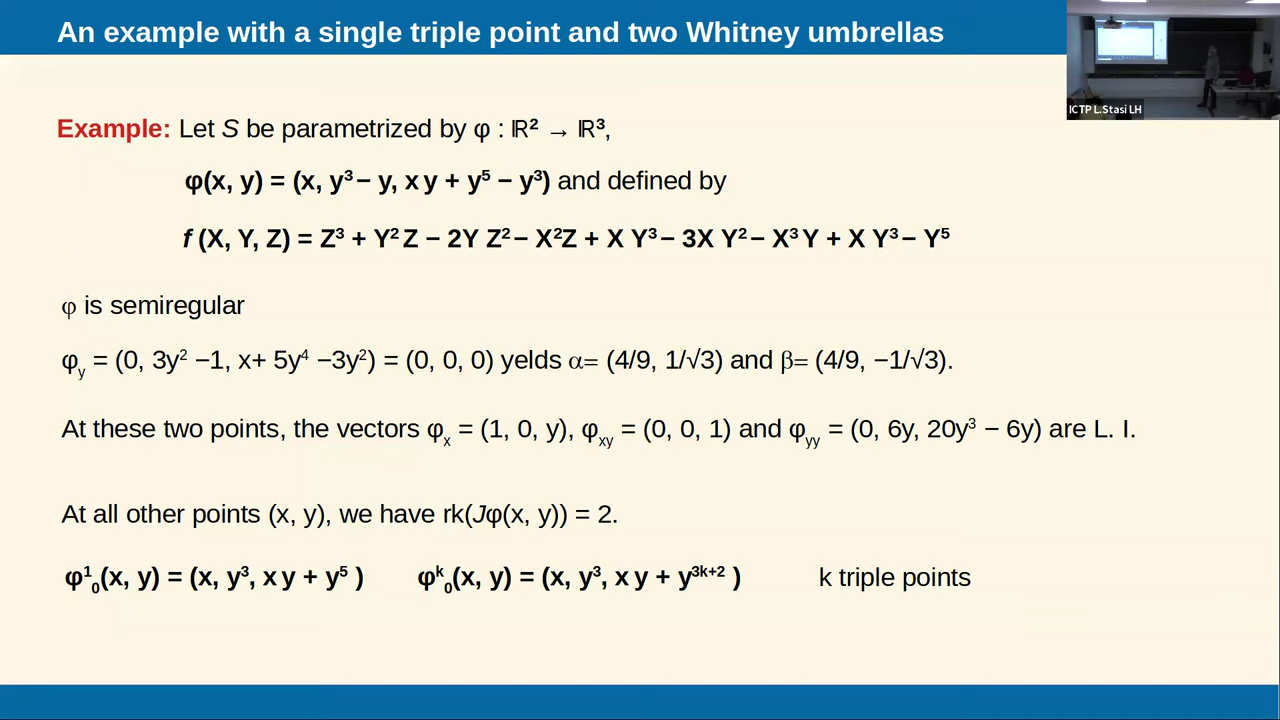 An example with a single triple point and two Whitney umbrellas
ICTP L.Stasi LH
Example: Let S be parametrized by φ : ℝ² → ℝ³,
φ(x, y) = (x, y³ − y, x y + y⁵ − y³) and defined by
f (X, Y, Z) = Z³ + Y² Z − 2Y Z² − X²Z + X Y³ − 3X Y² − X³ Y + X Y³ − Y⁵
φ is semiregular
φ_y = (0, 3y² −1, x+ 5y⁴ −3y²) = (0, 0, 0) yelds α= (4/9, 1/√3) and β= (4/9, −1/√3).
At these two points, the vectors φ_x = (1, 0, y), φ_xy = (0, 0, 1) and φ_yy = (0, 6y, 20y³ − 6y) are L. I.
At all other points (x, y), we have rk(Jφ(x, y)) = 2.
φ¹₀(x, y) = (x, y³, x y + y⁵ ) φᵏ₀(x, y) = (x, y³, x y + y³ᵏ⁺² ) k triple points